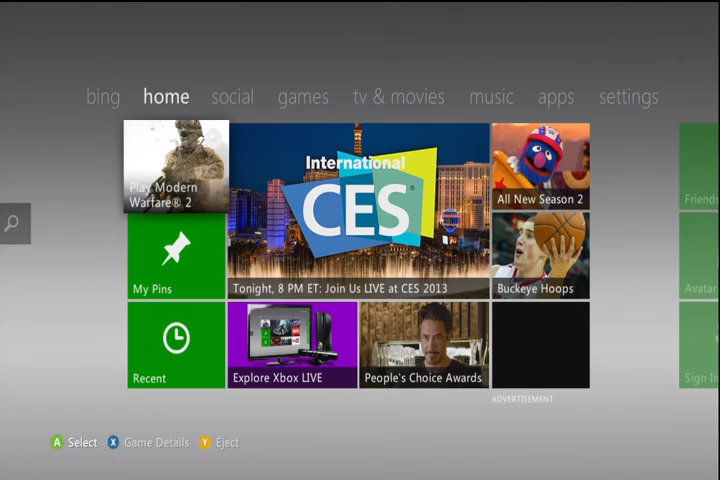 bing home social games tv & movies music apps settings
Play Modern
Warfare® 2
International
CES®
All New Season 2
Friends
My Pins
Tonight, 8 PM ET: Join Us LIVE at CES 2013
Buckeye Hoops
Avatar
Recent
Explore Xbox LIVE
People's Choice Awards
Sign In
ADVERTISEMENT
A Select X Game Details Y Eject